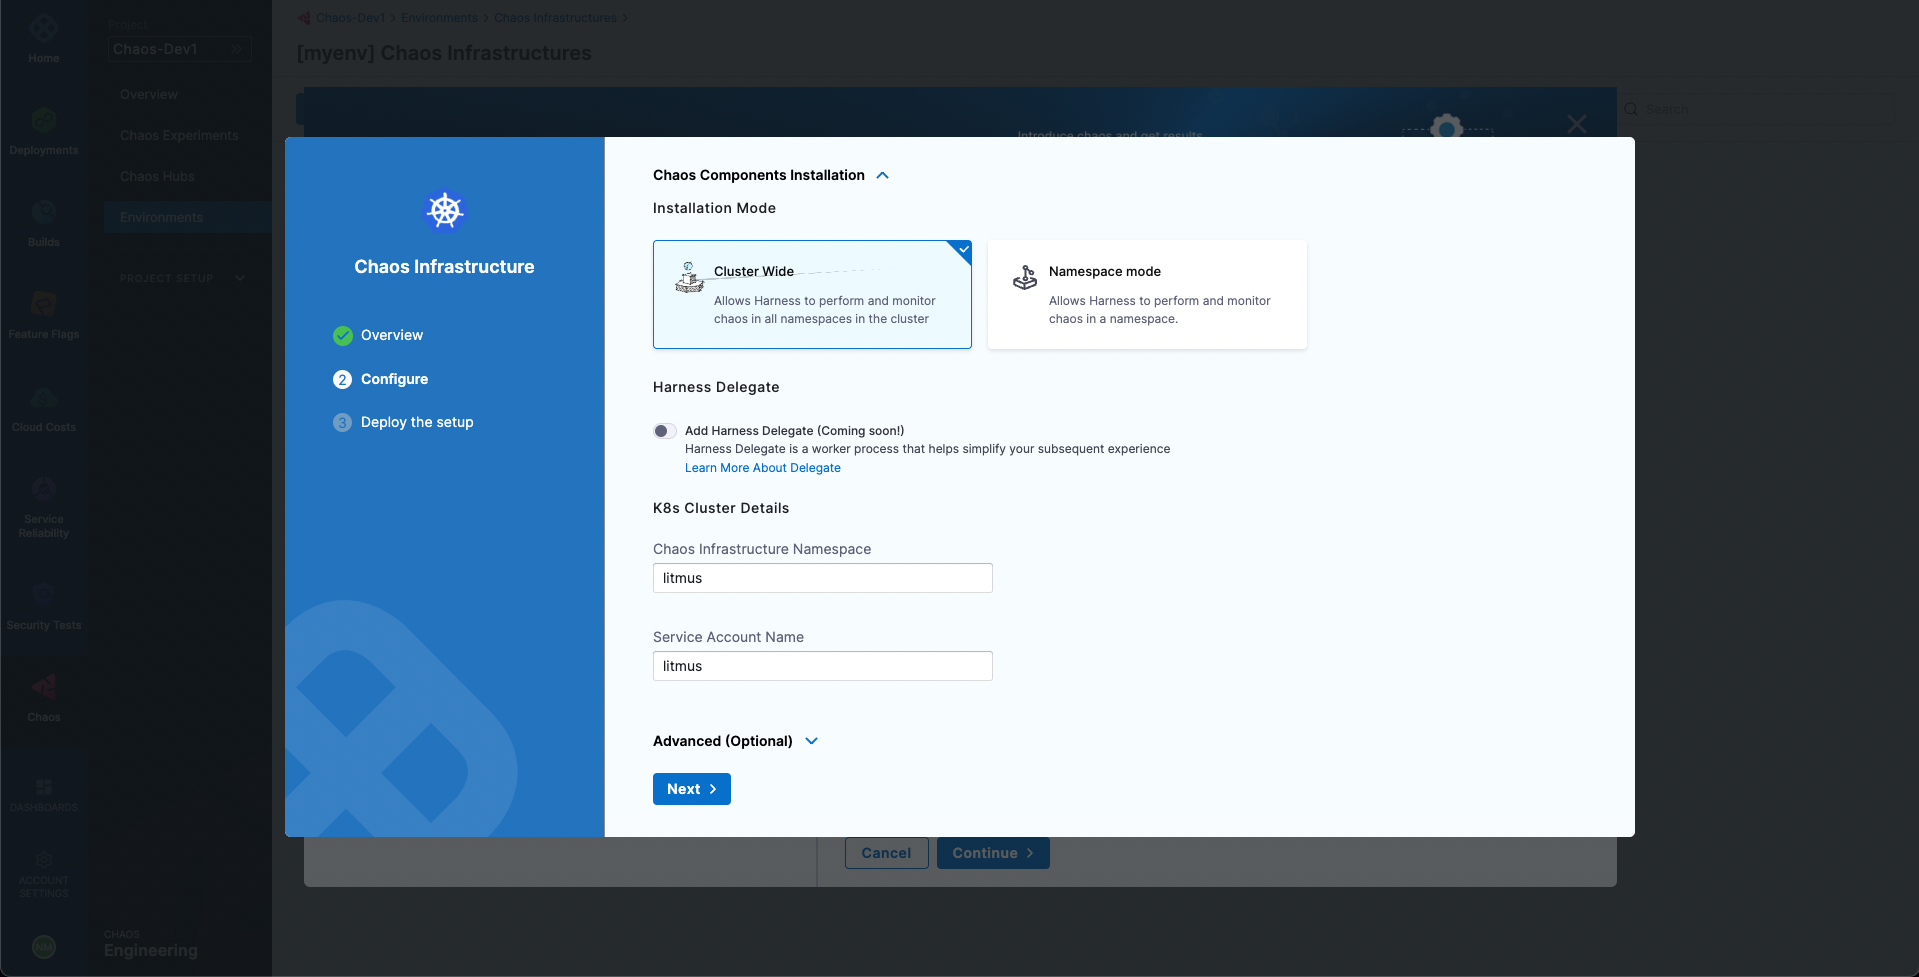 Home
Deployments
Builds
Feature Flags
Cloud Costs
Service
Reliability
Security Tests
Chaos
DASHBOARDS
ACCOUNT
SETTINGS
NM
Project
Chaos-Dev1
Overview
Chaos Experiments
Chaos Hubs
Environments
PROJECT SETUP
CHAOS
Engineering
Chaos-Dev1 > Environments > Chaos Infrastructures >
[myenv] Chaos Infrastructures
Search
Introduce chaos and get results
Chaos Infrastructure
Overview
2 Configure
3 Deploy the setup
Chaos Components Installation
Installation Mode
Cluster Wide
Allows Harness to perform and monitor
chaos in all namespaces in the cluster
Namespace mode
Allows Harness to perform and monitor
chaos in a namespace.
Harness Delegate
Add Harness Delegate (Coming soon!)
Harness Delegate is a worker process that helps simplify your subsequent experience
Learn More About Delegate
K8s Cluster Details
Chaos Infrastructure Namespace
litmus
Service Account Name
litmus
Advanced (Optional)
Next
Cancel
Continue